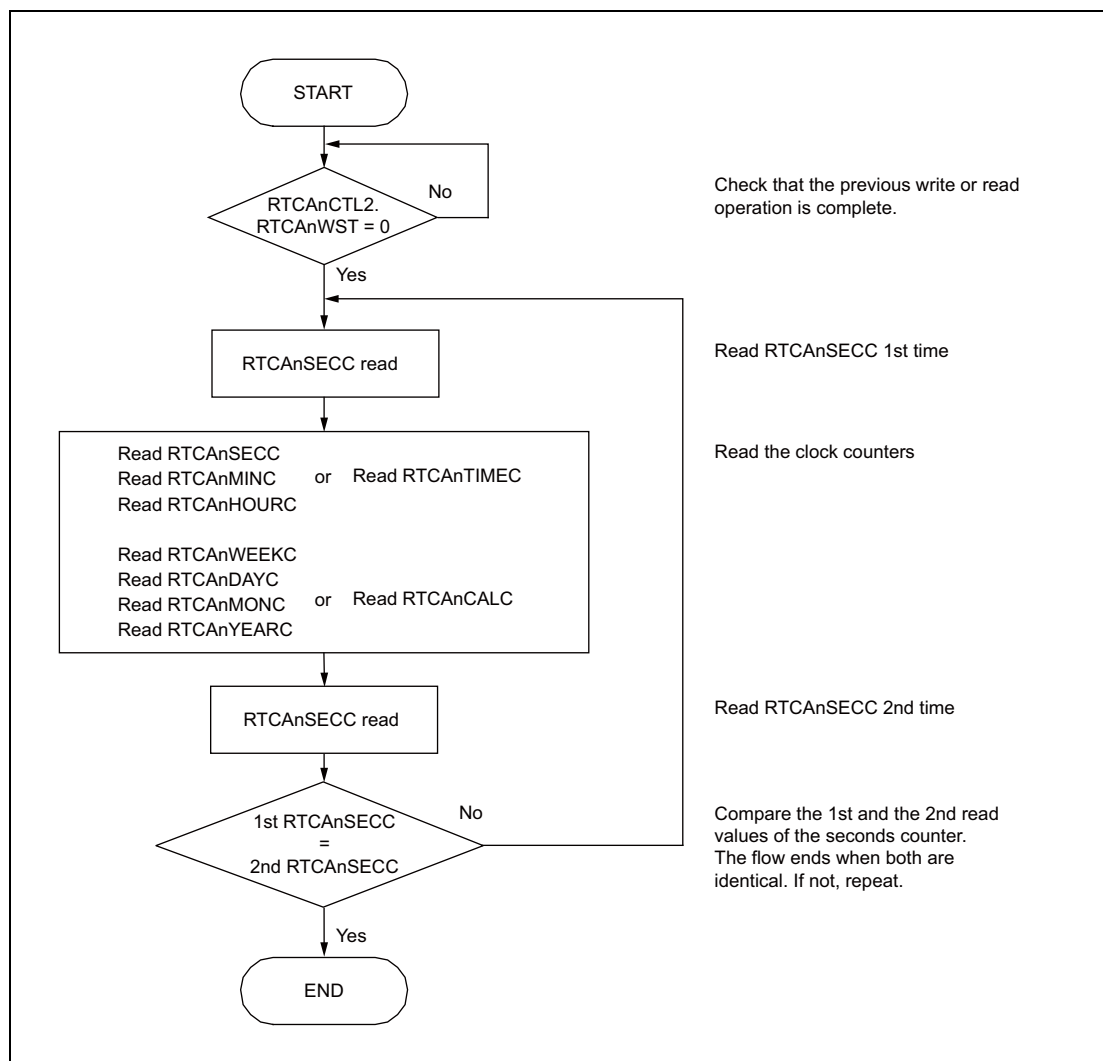 START
No
RTCAnCTL2.
RTCAnWST = 0
Check that the previous write or read
operation is complete.
Yes
RTCAnSECC read
Read RTCAnSECC 1st time
Read RTCAnSECC
Read RTCAnMINC or Read RTCAnTIMEC
Read RTCAnHOURC
Read the clock counters
Read RTCAnWEEKC
Read RTCAnDAYC
Read RTCAnMONC or Read RTCAnCALC
Read RTCAnYEARC
RTCAnSECC read
Read RTCAnSECC 2nd time
No
1st RTCAnSECC
=
2nd RTCAnSECC
Compare the 1st and the 2nd read
values of the seconds counter.
The flow ends when both are
identical. If not, repeat.
Yes
END